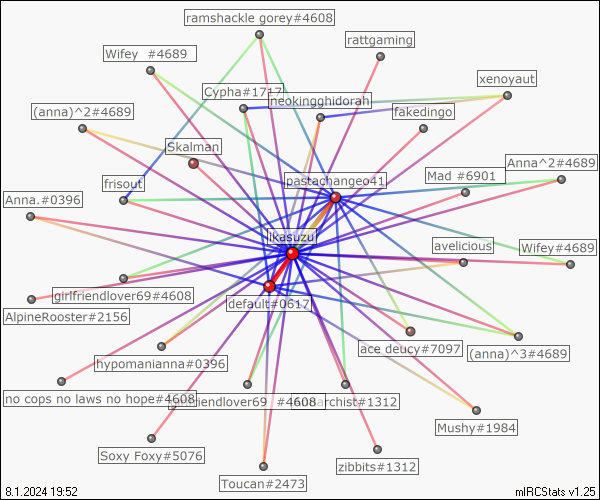 ramshackle gorey#4608
rattgaming
Wifey  #4689
xenoyaut
Cypha#1717
neokingghidorah
(anna)^2#4689
fakedingo
Skalman
Anna^2#4689
frisout
pastachangeo41
Mad #6901
Anna.#0396
ikasuzu
avelicious
Wifey#4689
girlfriendlover69#4608
default#0617
AlpineRooster#2156
ace deucy#7097
(anna)^3#4689
hypomanianna#0396
no cops no laws no hope#4608
friendlover69  #4608
chist#1312
Mushy#1984
Soxy Foxy#5076
zibbits#1312
Toucan#2473
8.1.2024 19:52
mIRCStats v1.25